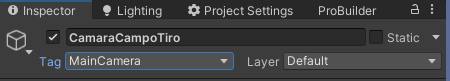 Inspector Lighting Project Settings ProBuilder
CamaraCampoTiro Static
Tag MainCamera Layer Default